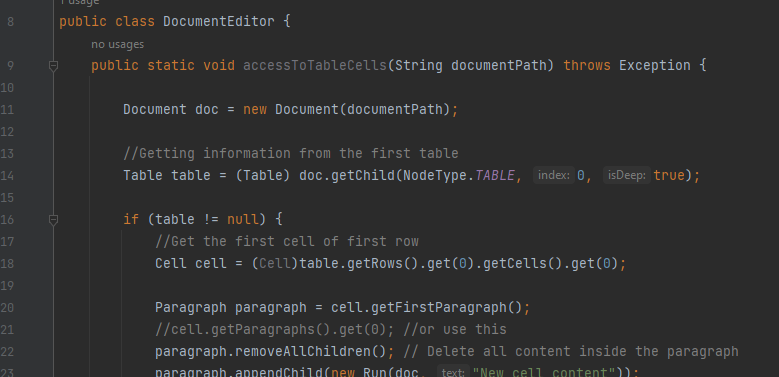 1 usage
8 public class DocumentEditor {
no usages
9 public static void accessToTableCells(String documentPath) throws Exception {
10
11 Document doc = new Document(documentPath);
12
13 //Getting information from the first table
14 Table table = (Table) doc.getChild(NodeType.TABLE, index: 0, isDeep: true);
15
16 if (table != null) {
17 //Get the first cell of first row
18 Cell cell = (Cell)table.getRows().get(0).getCells().get(0);
19
20 Paragraph paragraph = cell.getFirstParagraph();
21 //cell.getParagraphs().get(0); //or use this
22 paragraph.removeAllChildren(); // Delete all content inside the paragraph
23 paragraph.appendChild(new Run(doc, text: "New cell content"));